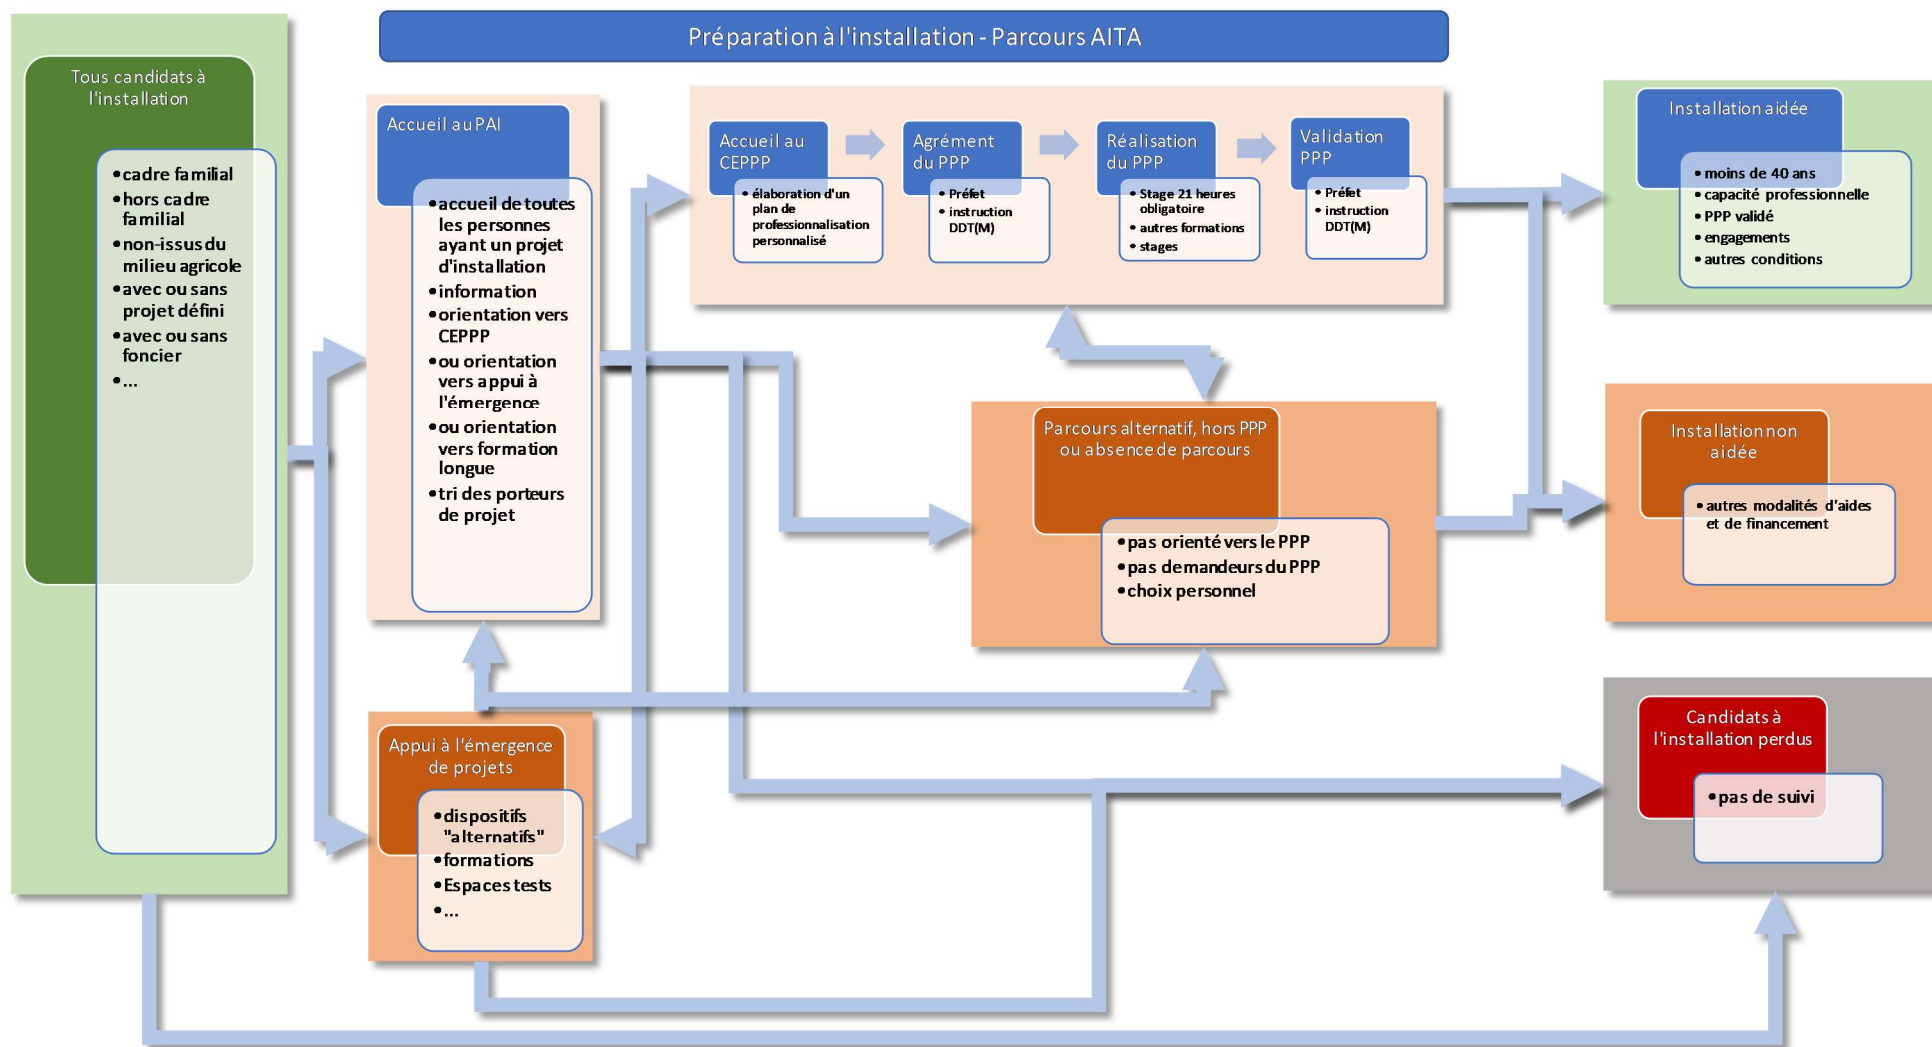 Préparation à l'installation - Parcours AITA
Tous candidats à
l'installation
• cadre familial
• hors cadre
familial
• non-issus du
milieu agricole
• avec ou sans
projet défini
• avec ou sans
foncier
• ...
Accueil au PAI
• accueil de toutes
les personnes
ayant un projet
d'installation
• information
• orientation vers
CEPPP
• ou orientation
vers appui à
l'émergence
• ou orientation
vers formation
longue
• tri des porteurs
de projet
Appui à l'émergence
de projets
• dispositifs
"alternatifs"
• formations
• Espaces tests
• ...
Accueil au
CEPPP
• élaboration d'un
plan de
professionnalisation
personnalisé
Agrément
du PPP
• Préfet
• instruction
DDT(M)
Réalisation
du PPP
• Stage 21 heures
obligatoire
• autres formations
• stages
Validation
PPP
• Préfet
• instruction
DDT(M)
Parcours alternatif, hors PPP
ou absence de parcours
• pas orienté vers le PPP
• pas demandeurs du PPP
• choix personnel
Installation aidée
• moins de 40 ans
• capacité professionnelle
• PPP validé
• engagements
• autres conditions
Installation non
aidée
• autres modalités d'aides
et de financement
Candidats à
l'installation perdus
• pas de suivi